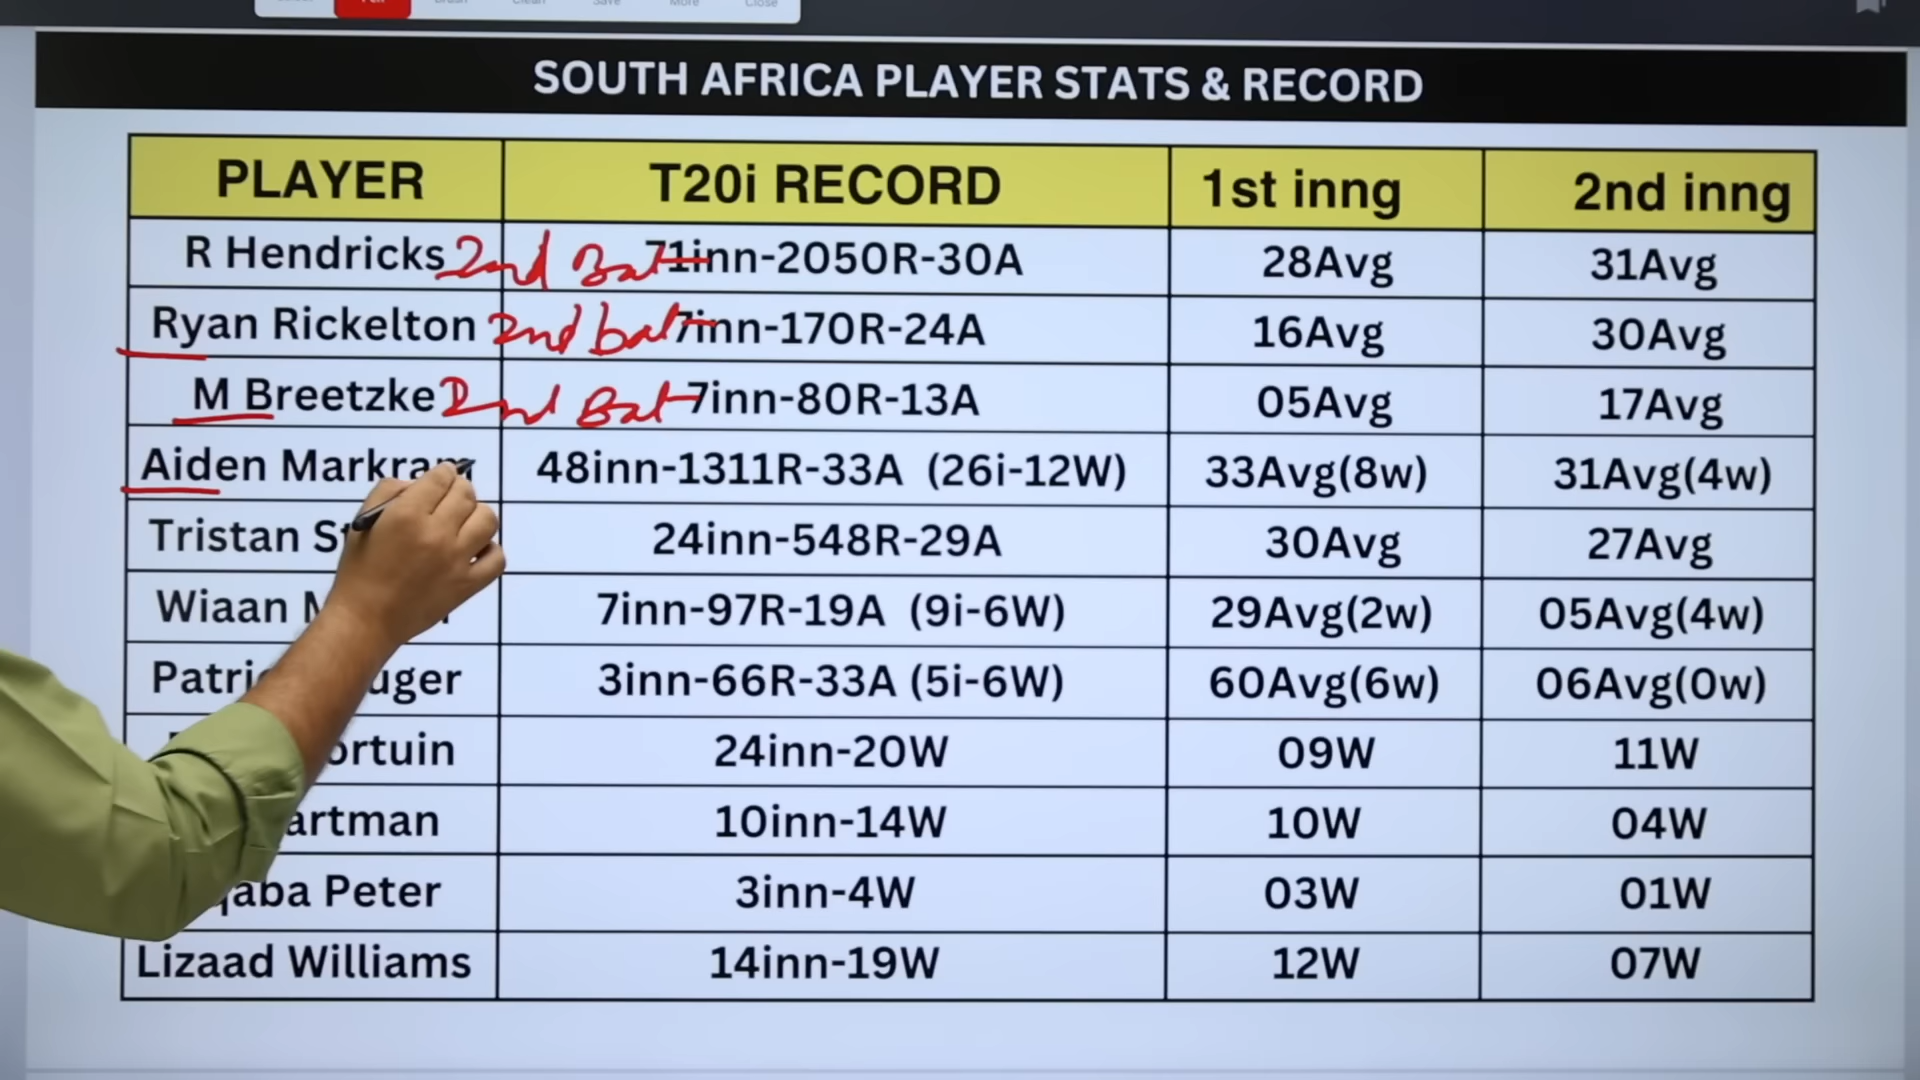 SOUTH AFRICA PLAYER STATS & RECORD
PLAYER T20i RECORD 1st inng 2nd inng
R Hendricks 2nd Bat 71inn-2050R-30A 28Avg 31Avg
Ryan Rickelton 2nd bat 7inn-170R-24A 16Avg 30Avg
M Breetzke 2nd Bat 7inn-80R-13A 05Avg 17Avg
Aiden Markram 48inn-1311R-33A (26i-12W) 33Avg(8w) 31Avg(4w)
Tristan 24inn-548R-29A 30Avg 27Avg
Wiaan 7inn-97R-19A (9i-6W) 29Avg(2w) 05Avg(4w)
3inn-66R-33A (5i-6W) 60Avg(6w) 06Avg(0w)
24inn-20W 09W 11W
10inn-14W 10W 04W
Peter 3inn-4W 03W 01W
Lizaad Williams 14inn-19W 12W 07W